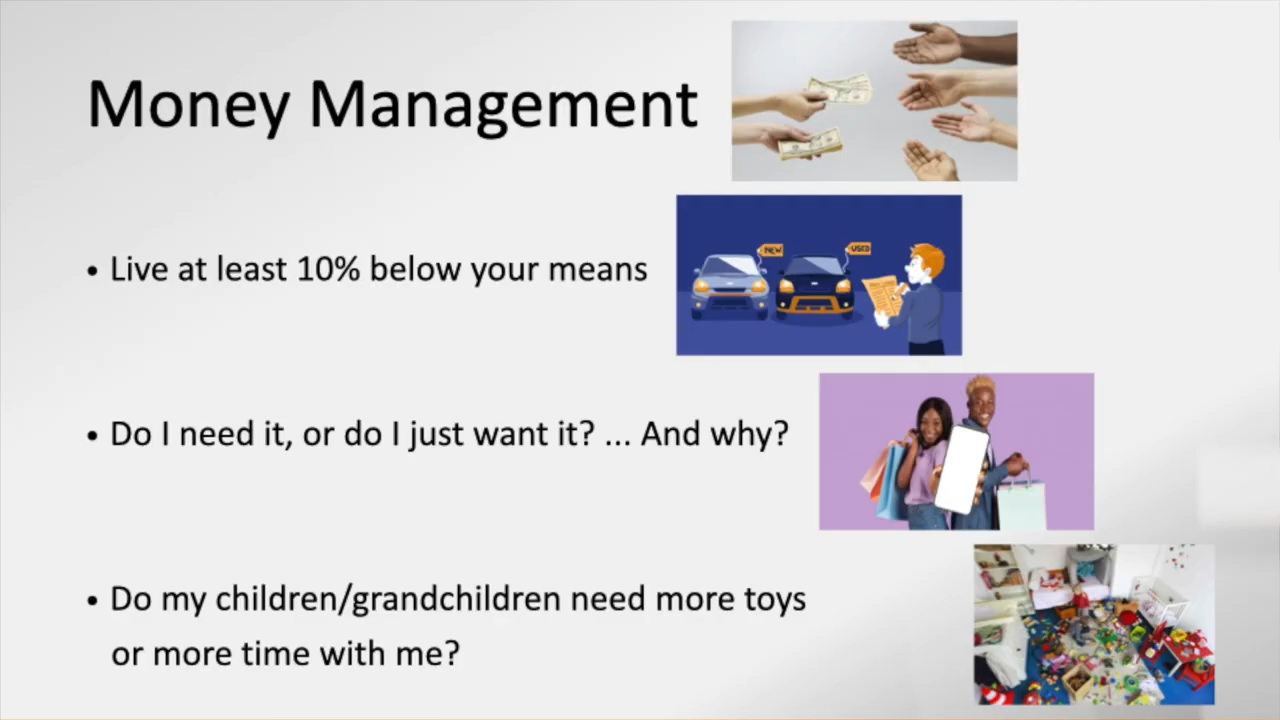 Money Management
• Live at least 10% below your means
NEW
USED
• Do I need it, or do I just want it? ... And why?
• Do my children/grandchildren need more toys
or more time with me?